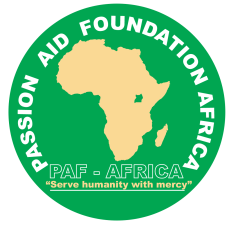 PASSION AID FOUNDATION AFRICA
PAF - AFRICA
“Serve humanity with mercy”